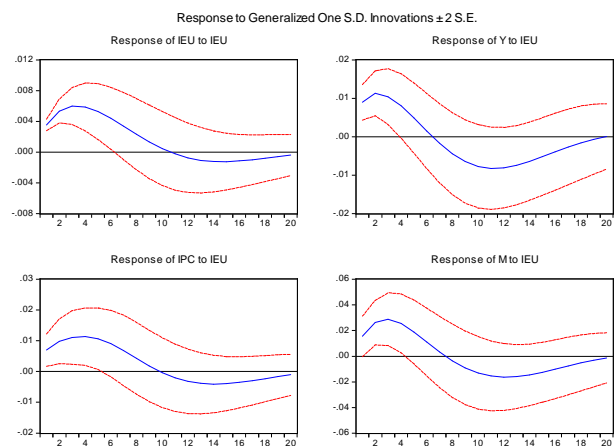 Response to Generalized One S.D. Innovations ± 2 S.E.
Response of IEU to IEU
Response of Y to IEU
.012
.008
.004
.000
-.004
-.008
2 4 6 8 10 12 14 16 18 20
.02
.01
.00
-.01
-.02
2 4 6 8 10 12 14 16 18 20
Response of IPC to IEU
Response of M to IEU
.03
.02
.01
.00
-.01
-.02
2 4 6 8 10 12 14 16 18 20
.06
.04
.02
.00
-.02
-.04
-.06
2 4 6 8 10 12 14 16 18 20